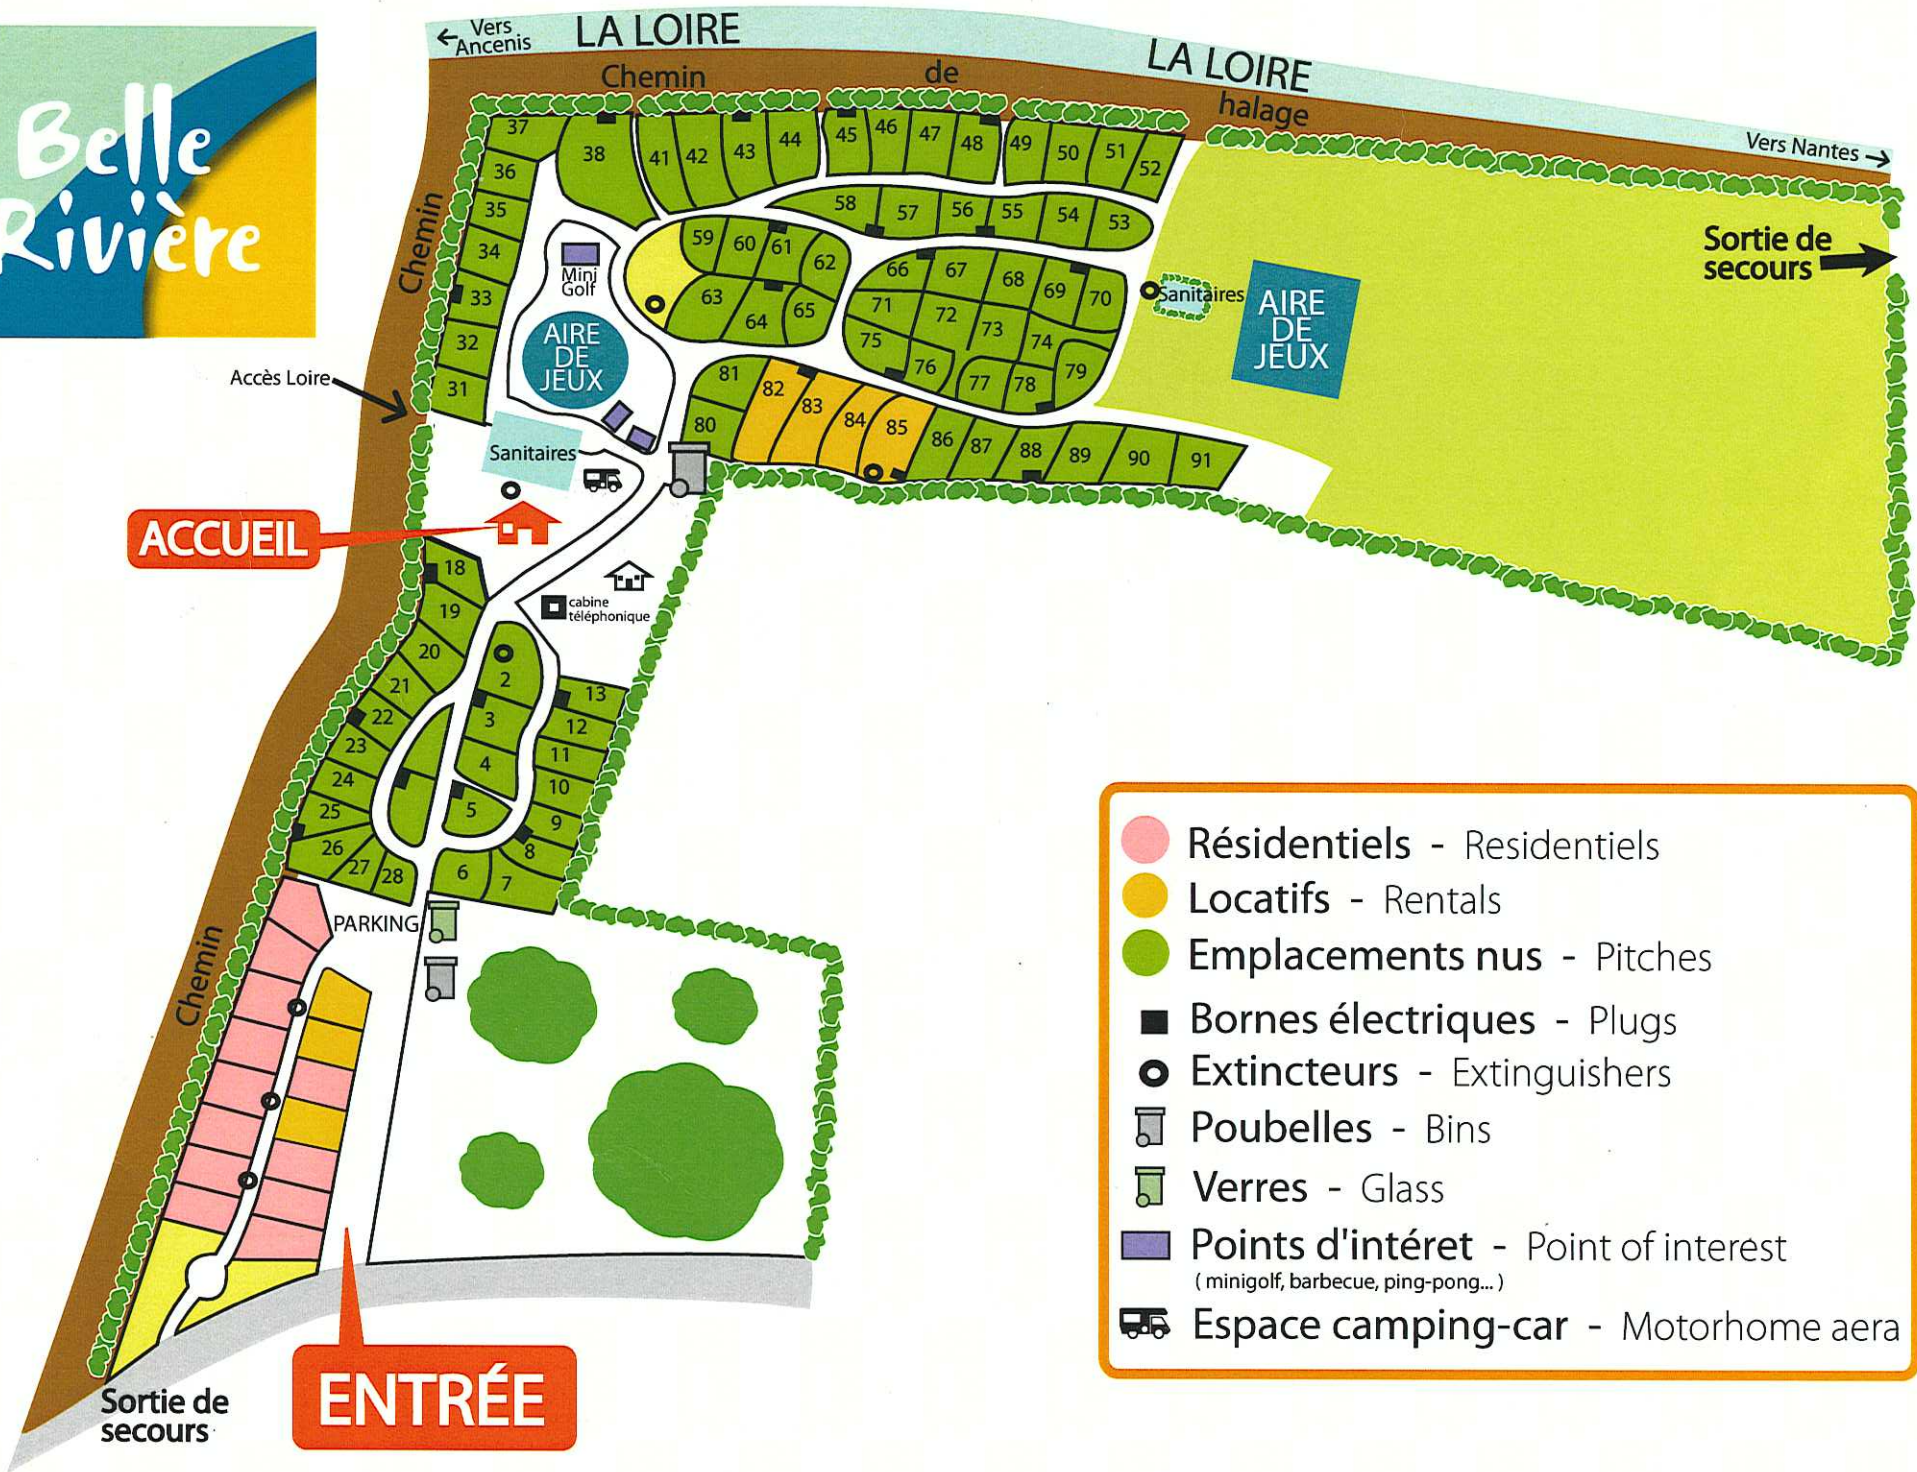 Belle
Rivière
Vers
Ancenis
LA LOIRE
LA LOIRE
Chemin
de
halage
Vers Nantes
Sortie de
secours
37
38
41
42
43
44
45
46
47
48
49
50
51
52
36
35
34
33
32
31
Chemin
58
57
56
55
54
53
59
60
61
62
63
64
65
66
67
68
69
70
71
72
73
74
75
76
77
78
79
Mini
Golf
AIRE
DE
JEUX
Sanitaires
AIRE
DE
JEUX
Accès Loire
81
80
82
83
84
85
86
87
88
89
90
91
Sanitaires
ACCUEIL
cabine
téléphonique
18
19
20
21
22
23
24
25
26
27
28
2
3
4
5
6
7
8
9
10
11
12
13
PARKING
Chemin
ENTRÉE
Sortie de
secours
Résidentiels - Residentiels
Locatifs - Rentals
Emplacements nus - Pitches
Bornes électriques - Plugs
Extincteurs - Extinguishers
Poubelles - Bins
Verres - Glass
Points d'intéret - Point of interest
( minigolf, barbecue, ping-pong... )
Espace camping-car - Motorhome aera